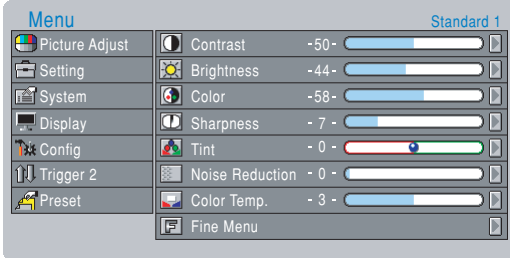 Menu
Standard 1
Picture Adjust
Setting
System
Display
Config
Trigger 2
Preset
Contrast -50-
Brightness -44-
Color -58-
Sharpness - 7 -
Tint - 0 -
Noise Reduction - 0 -
Color Temp. - 3 -
F Fine Menu